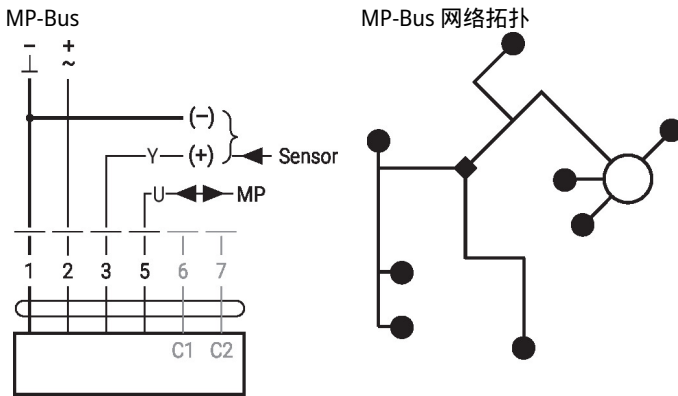 MP-Bus
MP-Bus 网络拓扑
– +
⊥ ~
(–)
Y (+) Sensor
U MP
1 2 3 5 6 7
C1 C2